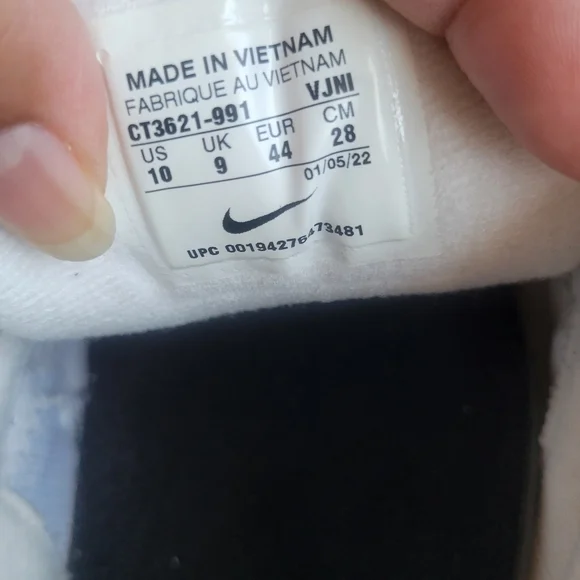 MADE IN VIETNAM
FABRIQUE AU VIETNAM
CT3621-991 VJNI
US UK EUR CM
10 9 44 28
01/05/22
UPC 00194276473481